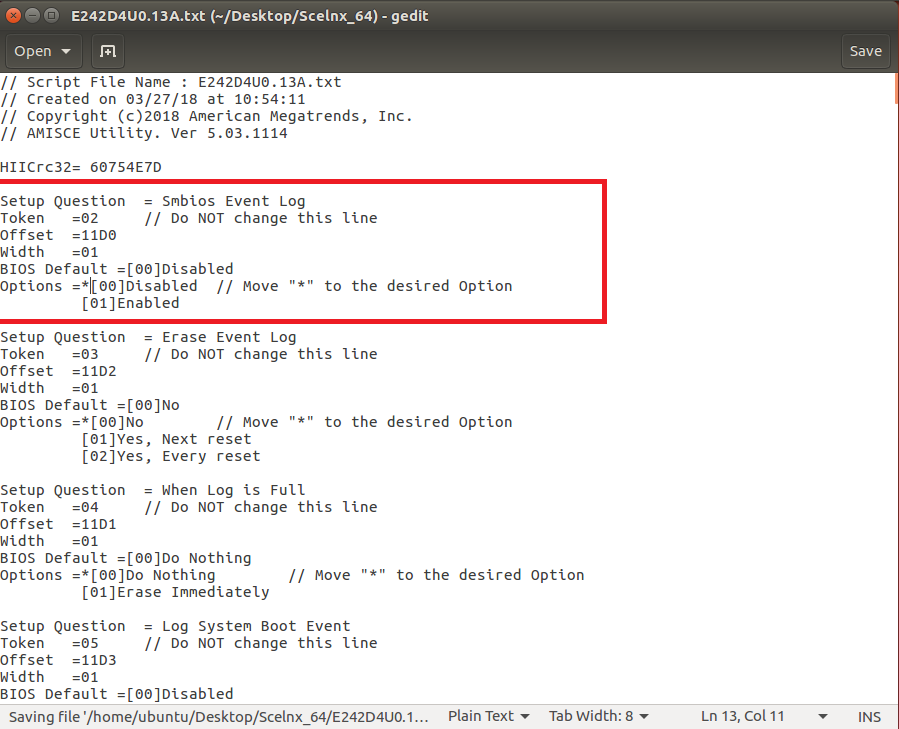 E242D4U0.13A.txt (~/Desktop/Scelnx_64) - gedit
Open Save
// Script File Name : E242D4U0.13A.txt
// Created on 03/27/18 at 10:54:11
// Copyright (c)2018 American Megatrends, Inc.
// AMISCE Utility. Ver 5.03.1114
HIICrc32= 60754E7D
Setup Question  = Smbios Event Log
Token   =02     // Do NOT change this line
Offset  =11D0
Width   =01
BIOS Default =[00]Disabled
Options =*[00]Disabled  // Move "*" to the desired Option
         [01]Enabled
Setup Question  = Erase Event Log
Token   =03     // Do NOT change this line
Offset  =11D2
Width   =01
BIOS Default =[00]No
Options =*[00]No        // Move "*" to the desired Option
         [01]Yes, Next reset
         [02]Yes, Every reset
Setup Question  = When Log is Full
Token   =04     // Do NOT change this line
Offset  =11D1
Width   =01
BIOS Default =[00]Do Nothing
Options =*[00]Do Nothing        // Move "*" to the desired Option
         [01]Erase Immediately
Setup Question  = Log System Boot Event
Token   =05     // Do NOT change this line
Offset  =11D3
Width   =01
BIOS Default =[00]Disabled
Saving file '/home/ubuntu/Desktop/Scelnx_64/E242D4U0.1... Plain Text Tab Width: 8 Ln 13, Col 11 INS